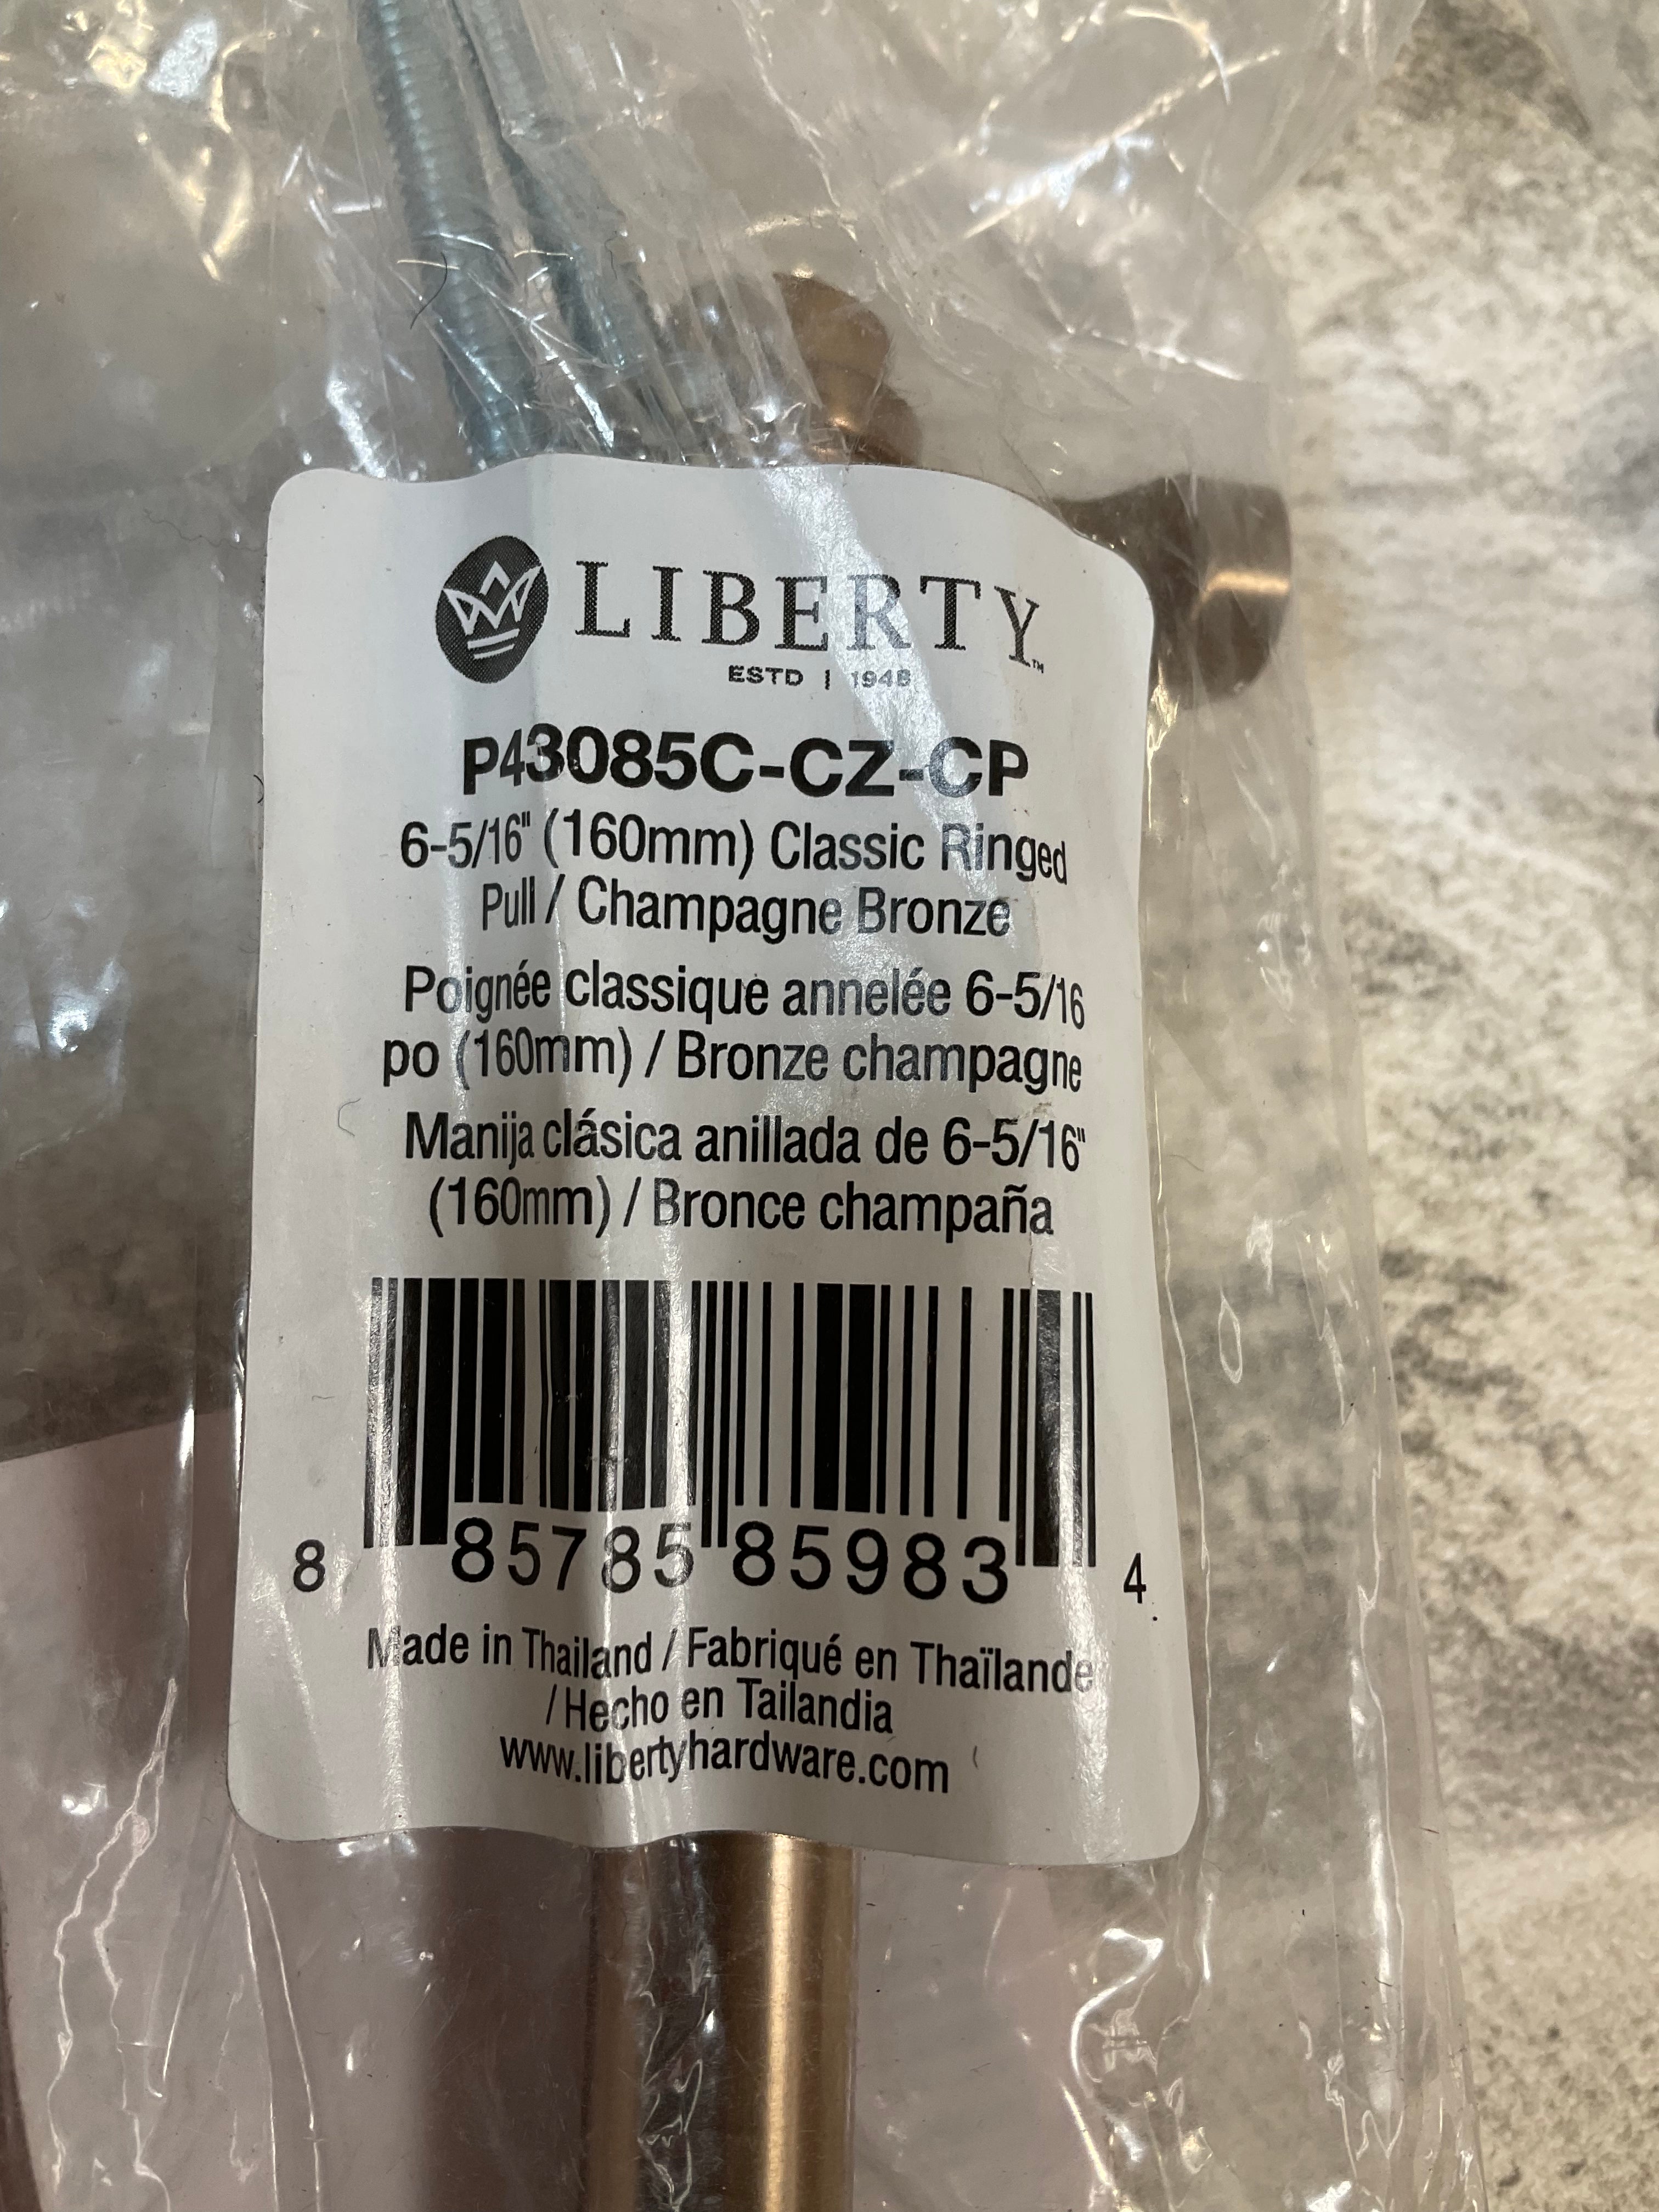 LIBERTY™
ESTD | 1948
P43085C-CZ-CP
6-5/16" (160mm) Classic Ringed
Pull / Champagne Bronze
Poignée classique annelée 6-5/16
po (160mm) / Bronze champagne
Manija clásica anillada de 6-5/16"
(160mm) / Bronce champaña
8 85785 85983 4
Made in Thailand / Fabriqué en Thaïlande
/ Hecho en Tailandia
www.libertyhardware.com